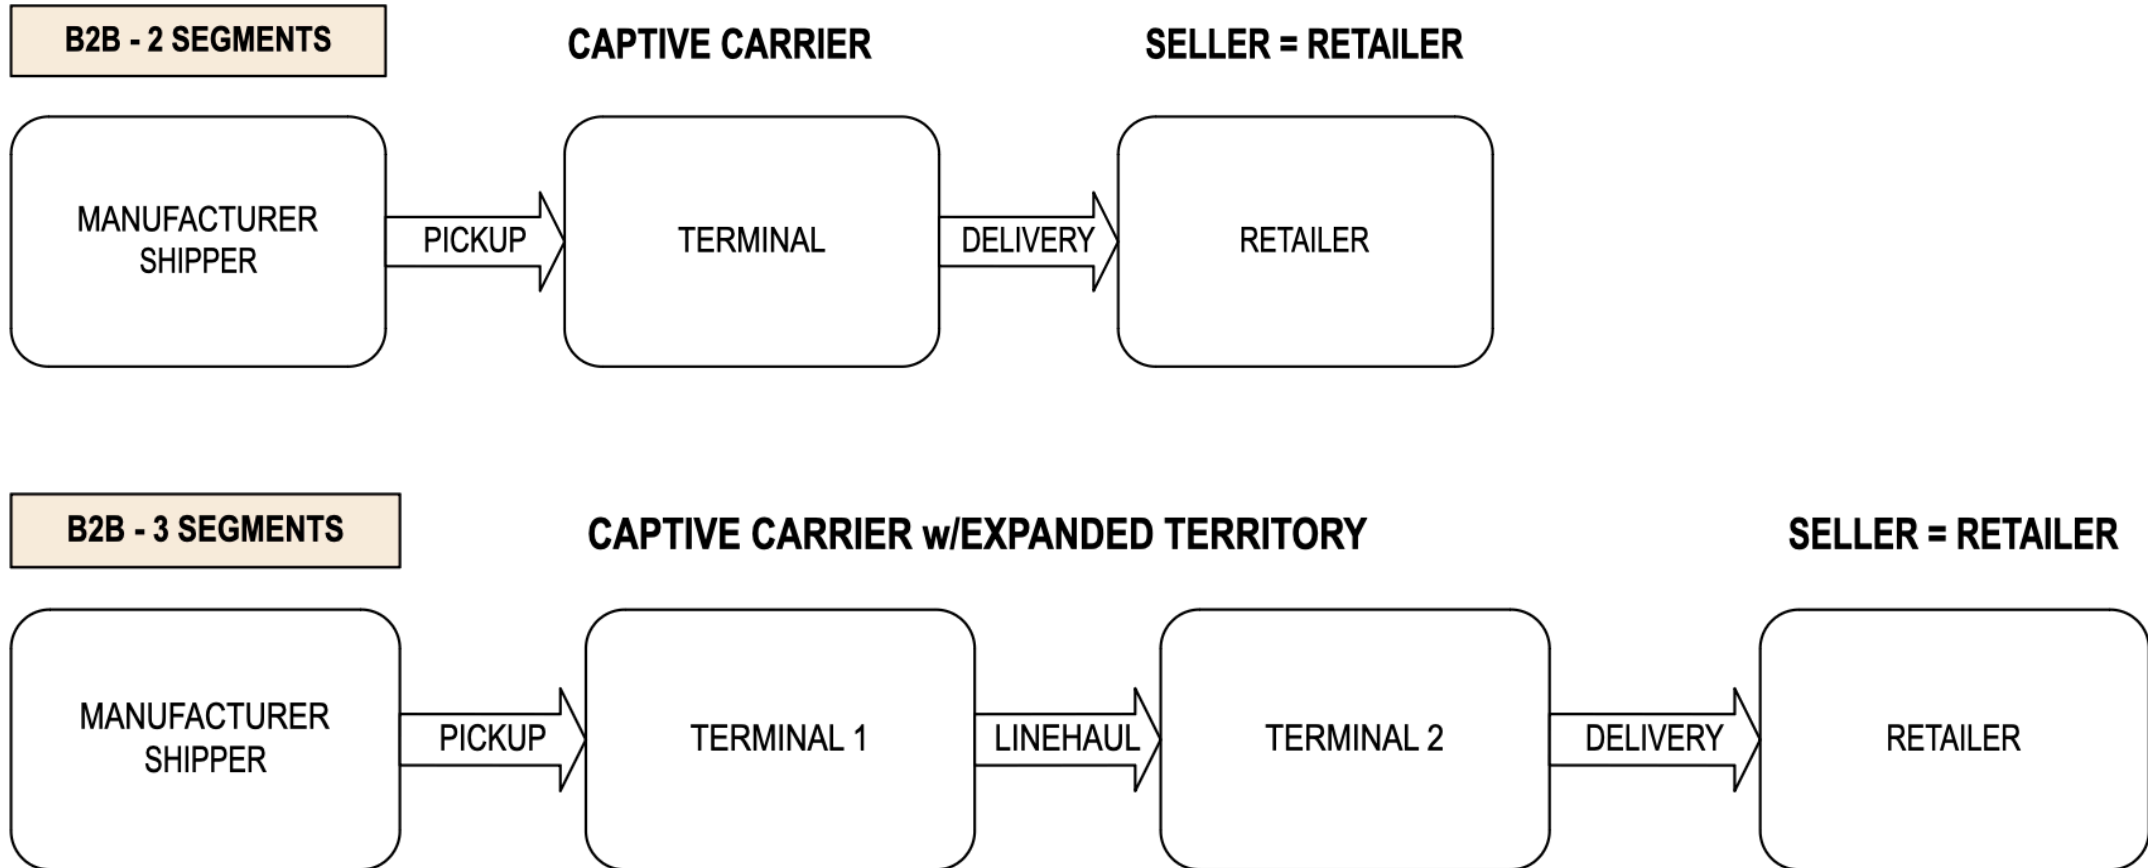 B2B - 2 SEGMENTS
CAPTIVE CARRIER
SELLER = RETAILER
MANUFACTURER
SHIPPER
PICKUP
TERMINAL
DELIVERY
RETAILER
B2B - 3 SEGMENTS
CAPTIVE CARRIER w/EXPANDED TERRITORY
SELLER = RETAILER
MANUFACTURER
SHIPPER
PICKUP
TERMINAL 1
LINEHAUL
TERMINAL 2
DELIVERY
RETAILER